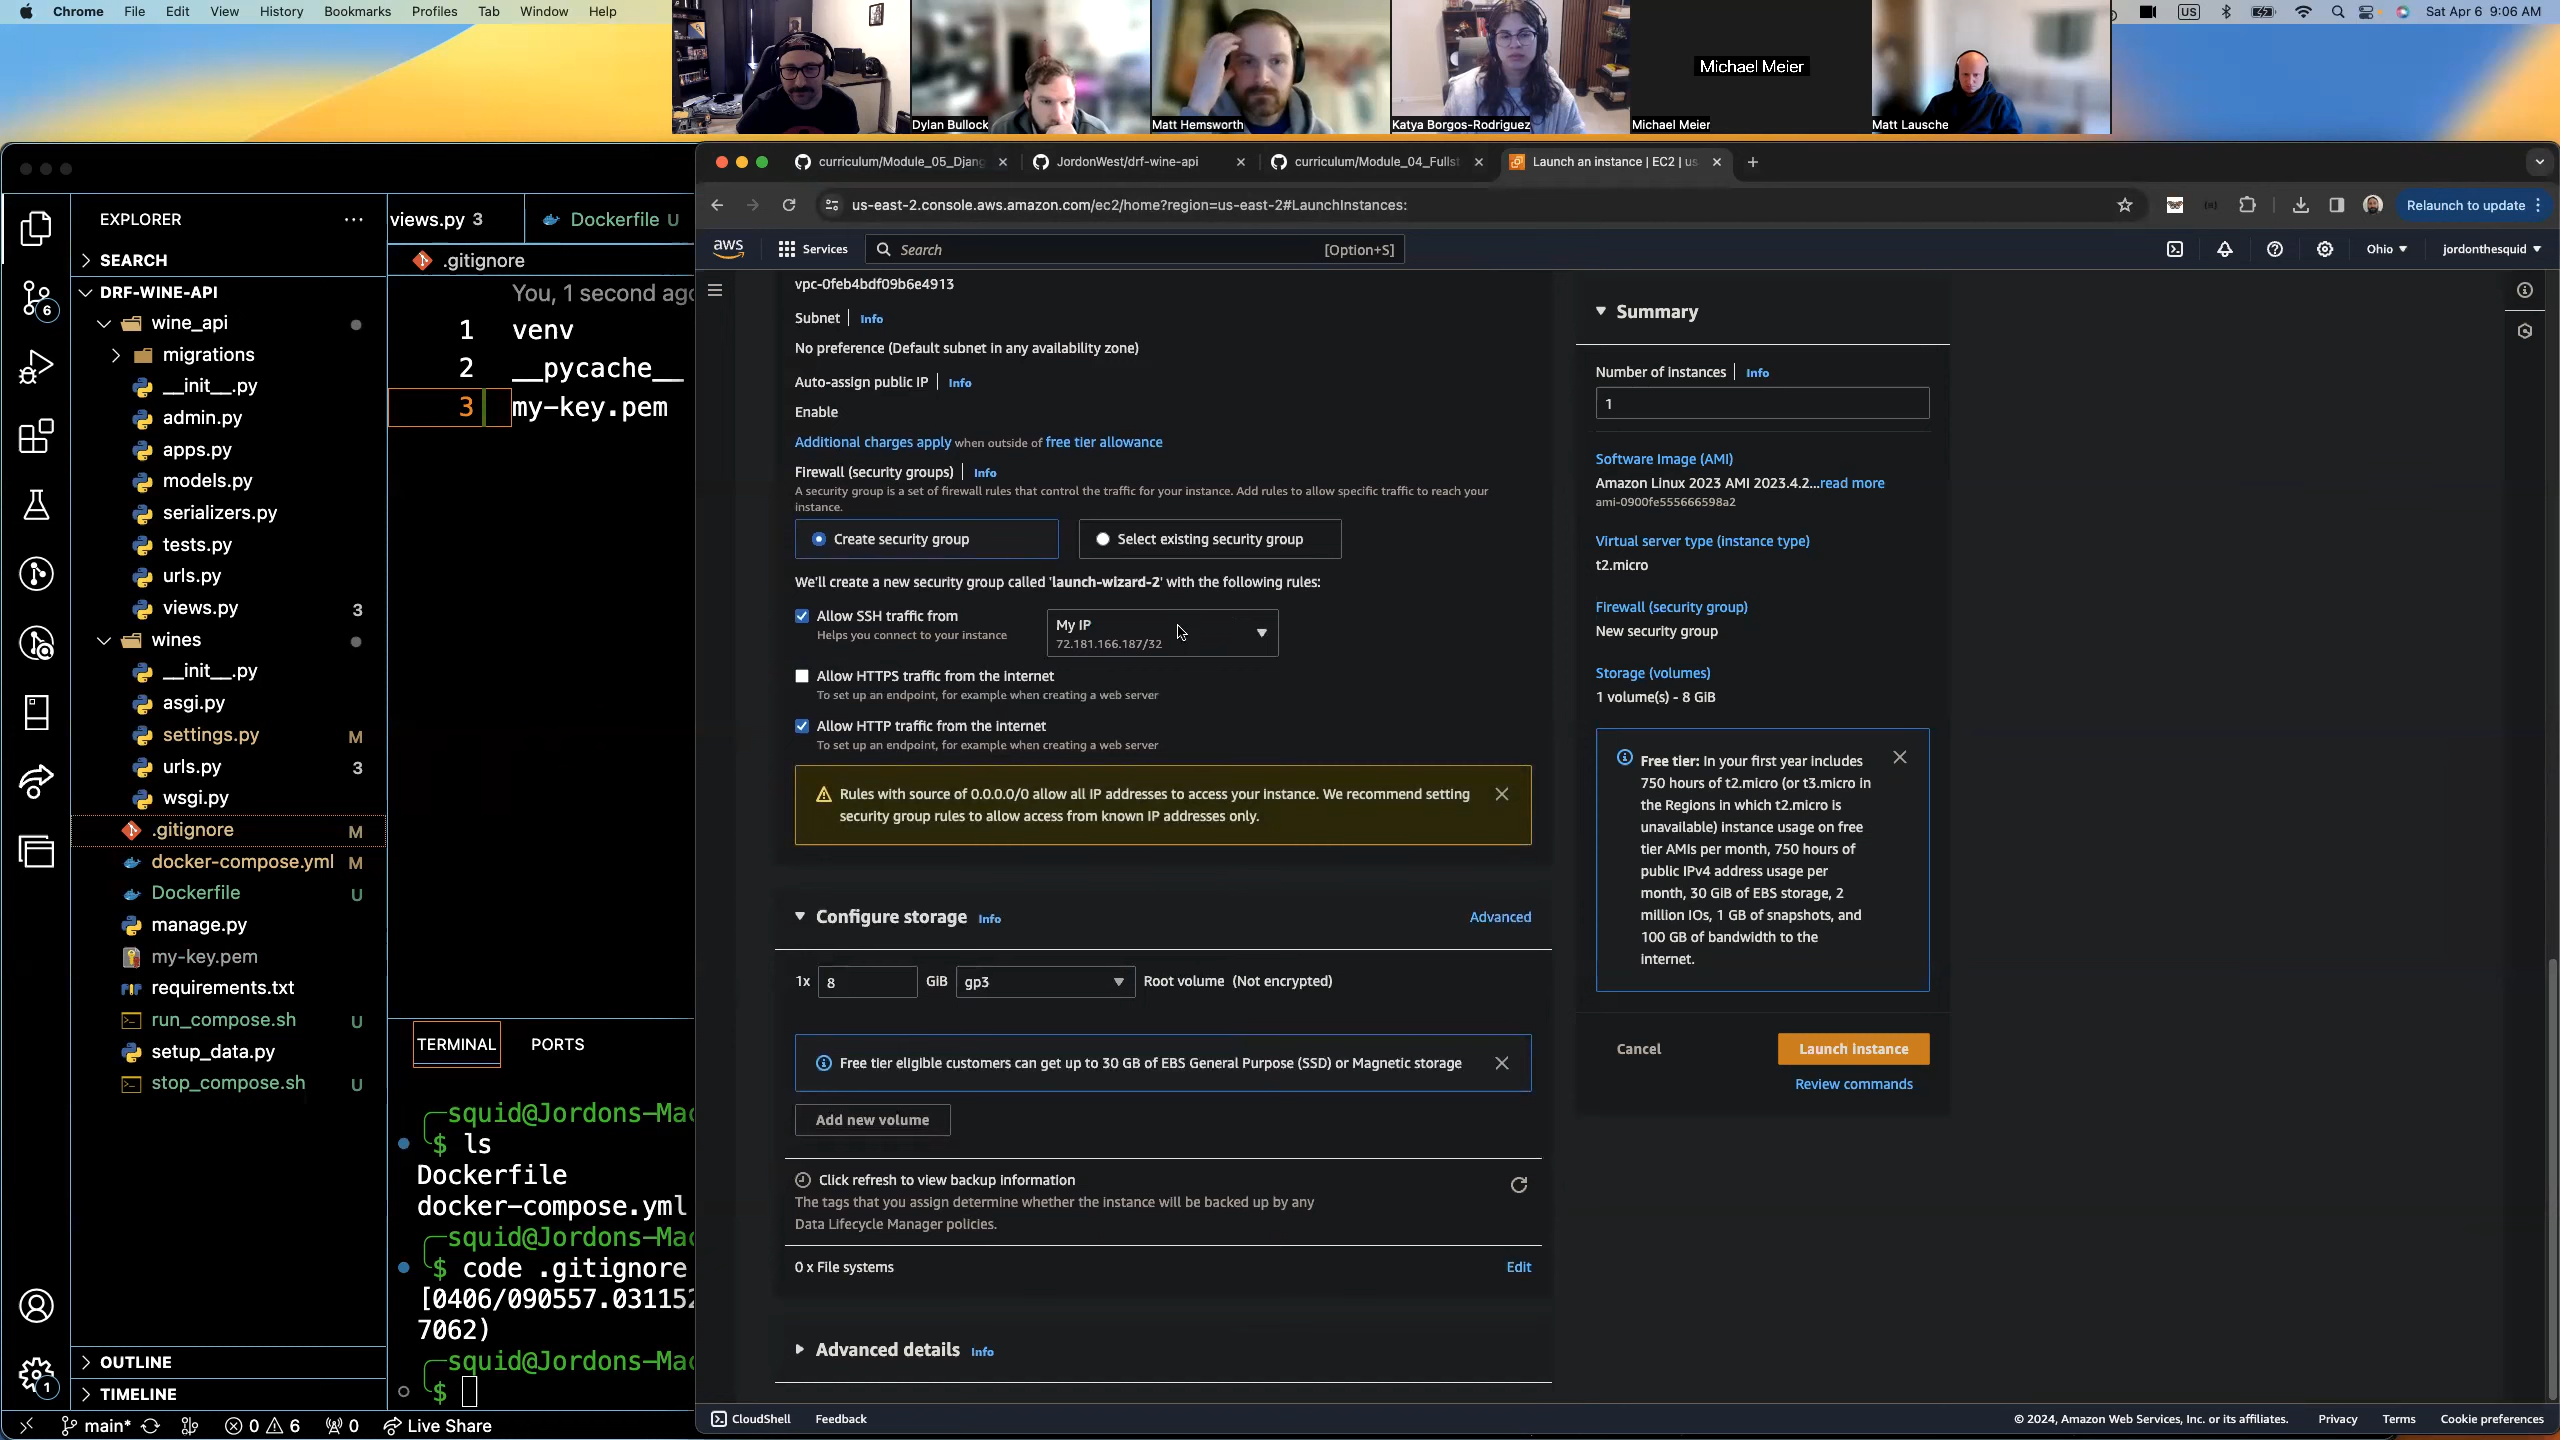 Chrome File Edit View History Bookmarks Profiles Tab Window Help
US Sat Apr 6 9:06 AM
Dylan Bullock
Matt Hemsworth
Katya Borgos-Rodriguez
Michael Meier
Michael Meier
Matt Lausche
EXPLORER
SEARCH
DRF-WINE-API
wine_api
migrations
__init__.py
admin.py
apps.py
models.py
serializers.py
tests.py
urls.py
views.py 3
wines
__init__.py
asgi.py
settings.py M
urls.py 3
wsgi.py
.gitignore M
docker-compose.yml M
Dockerfile U
manage.py
my-key.pem
requirements.txt
run_compose.sh U
setup_data.py
stop_compose.sh U
OUTLINE
TIMELINE
6
1
main* 0 6 0 Live Share
views.py 3 Dockerfile U
.gitignore
You, 1 second ago
1 venv
2 __pycache__
3 my-key.pem
TERMINAL PORTS
squid@Jordons-Mac
$ ls
Dockerfile
docker-compose.yml
squid@Jordons-Mac
$ code .gitignore
[0406/090557.031152
7062)
squid@Jordons-Mac
$
curriculum/Module_05_Djang
JordonWest/drf-wine-api
curriculum/Module_04_Fullst
Launch an instance | EC2 | us
us-east-2.console.aws.amazon.com/ec2/home?region=us-east-2#LaunchInstances:
Relaunch to update
aws Services Search [Option+S] Ohio jordonthesquid
vpc-0feb4bdf09b6e4913
Subnet Info
No preference (Default subnet in any availability zone)
Auto-assign public IP Info
Enable
Additional charges apply when outside of free tier allowance
Firewall (security groups) Info
A security group is a set of firewall rules that control the traffic for your instance. Add rules to allow specific traffic to reach your
instance.
Create security group
Select existing security group
We'll create a new security group called 'launch-wizard-2' with the following rules:
Allow SSH traffic from
Helps you connect to your instance
My IP
72.181.166.187/32
Allow HTTPS traffic from the internet
To set up an endpoint, for example when creating a web server
Allow HTTP traffic from the internet
To set up an endpoint, for example when creating a web server
Rules with source of 0.0.0.0/0 allow all IP addresses to access your instance. We recommend setting
security group rules to allow access from known IP addresses only.
Configure storage Info Advanced
1x 8 GiB gp3 Root volume (Not encrypted)
Free tier eligible customers can get up to 30 GB of EBS General Purpose (SSD) or Magnetic storage
Add new volume
Click refresh to view backup information
The tags that you assign determine whether the instance will be backed up by any
Data Lifecycle Manager policies.
0 x File systems Edit
Advanced details Info
Summary
Number of instances Info
1
Software Image (AMI)
Amazon Linux 2023 AMI 2023.4.2...read more
ami-0900fe555666598a2
Virtual server type (instance type)
t2.micro
Firewall (security group)
New security group
Storage (volumes)
1 volume(s) - 8 GiB
Free tier: In your first year includes
750 hours of t2.micro (or t3.micro in
the Regions in which t2.micro is
unavailable) instance usage on free
tier AMIs per month, 750 hours of
public IPv4 address usage per
month, 30 GiB of EBS storage, 2
million IOs, 1 GB of snapshots, and
100 GB of bandwidth to the
internet.
Cancel Launch instance
Review commands
CloudShell Feedback
© 2024, Amazon Web Services, Inc. or its affiliates. Privacy Terms Cookie preferences